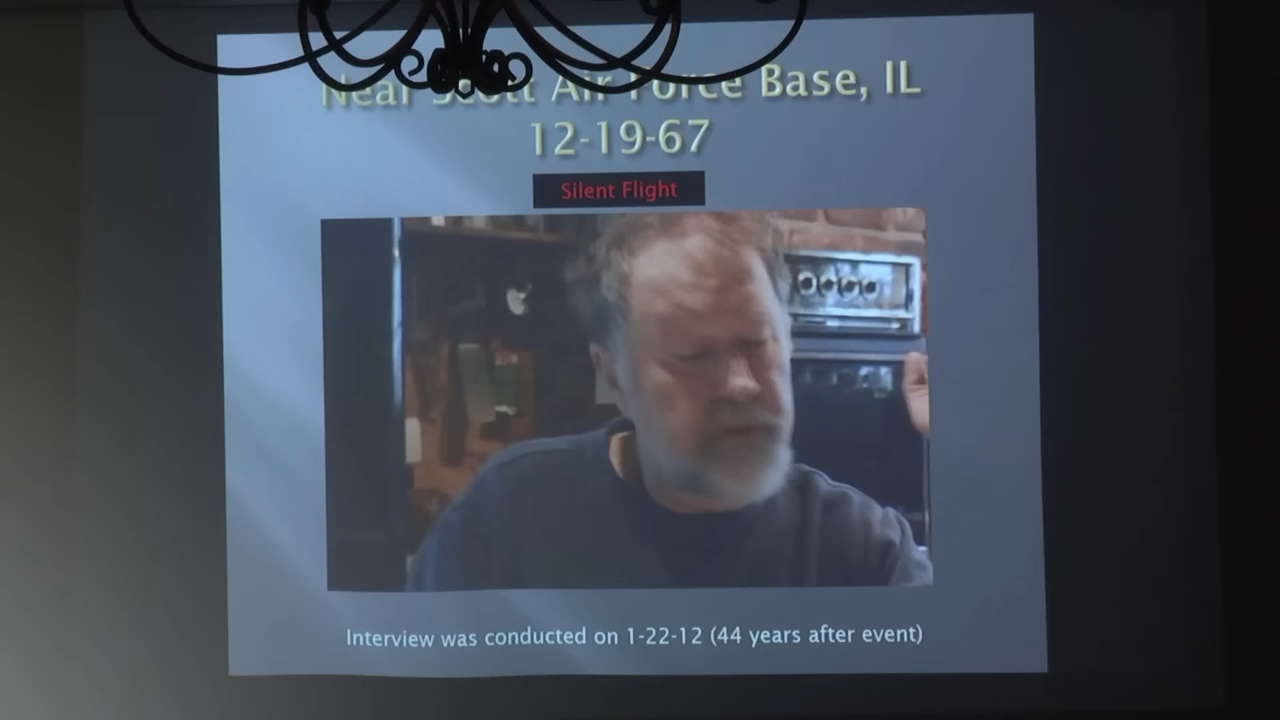 Near Scott Air Force Base, IL
12-19-67
Silent Flight
Interview was conducted on 1-22-12 (44 years after event)